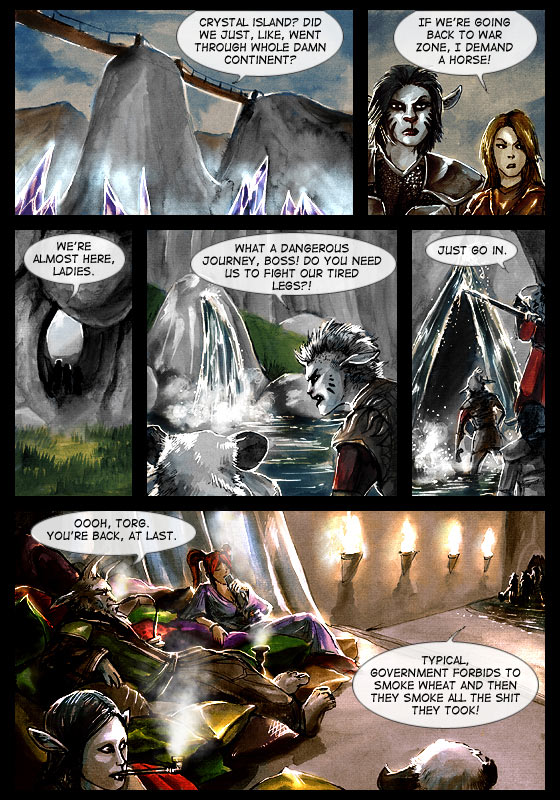 CRYSTAL ISLAND? DID
WE JUST, LIKE, WENT
THROUGH WHOLE DAMN
CONTINENT?
IF WE'RE GOING
BACK TO WAR
ZONE, I DEMAND
A HORSE!
WE'RE
ALMOST HERE,
LADIES.
WHAT A DANGEROUS
JOURNEY, BOSS! DO YOU NEED
US TO FIGHT OUR TIRED
LEGS?!
JUST GO IN.
OOOH, TORG.
YOU'RE BACK, AT LAST.
TYPICAL,
GOVERNMENT FORBIDS TO
SMOKE WHEAT AND THEN
THEY SMOKE ALL THE SHIT
THEY TOOK!